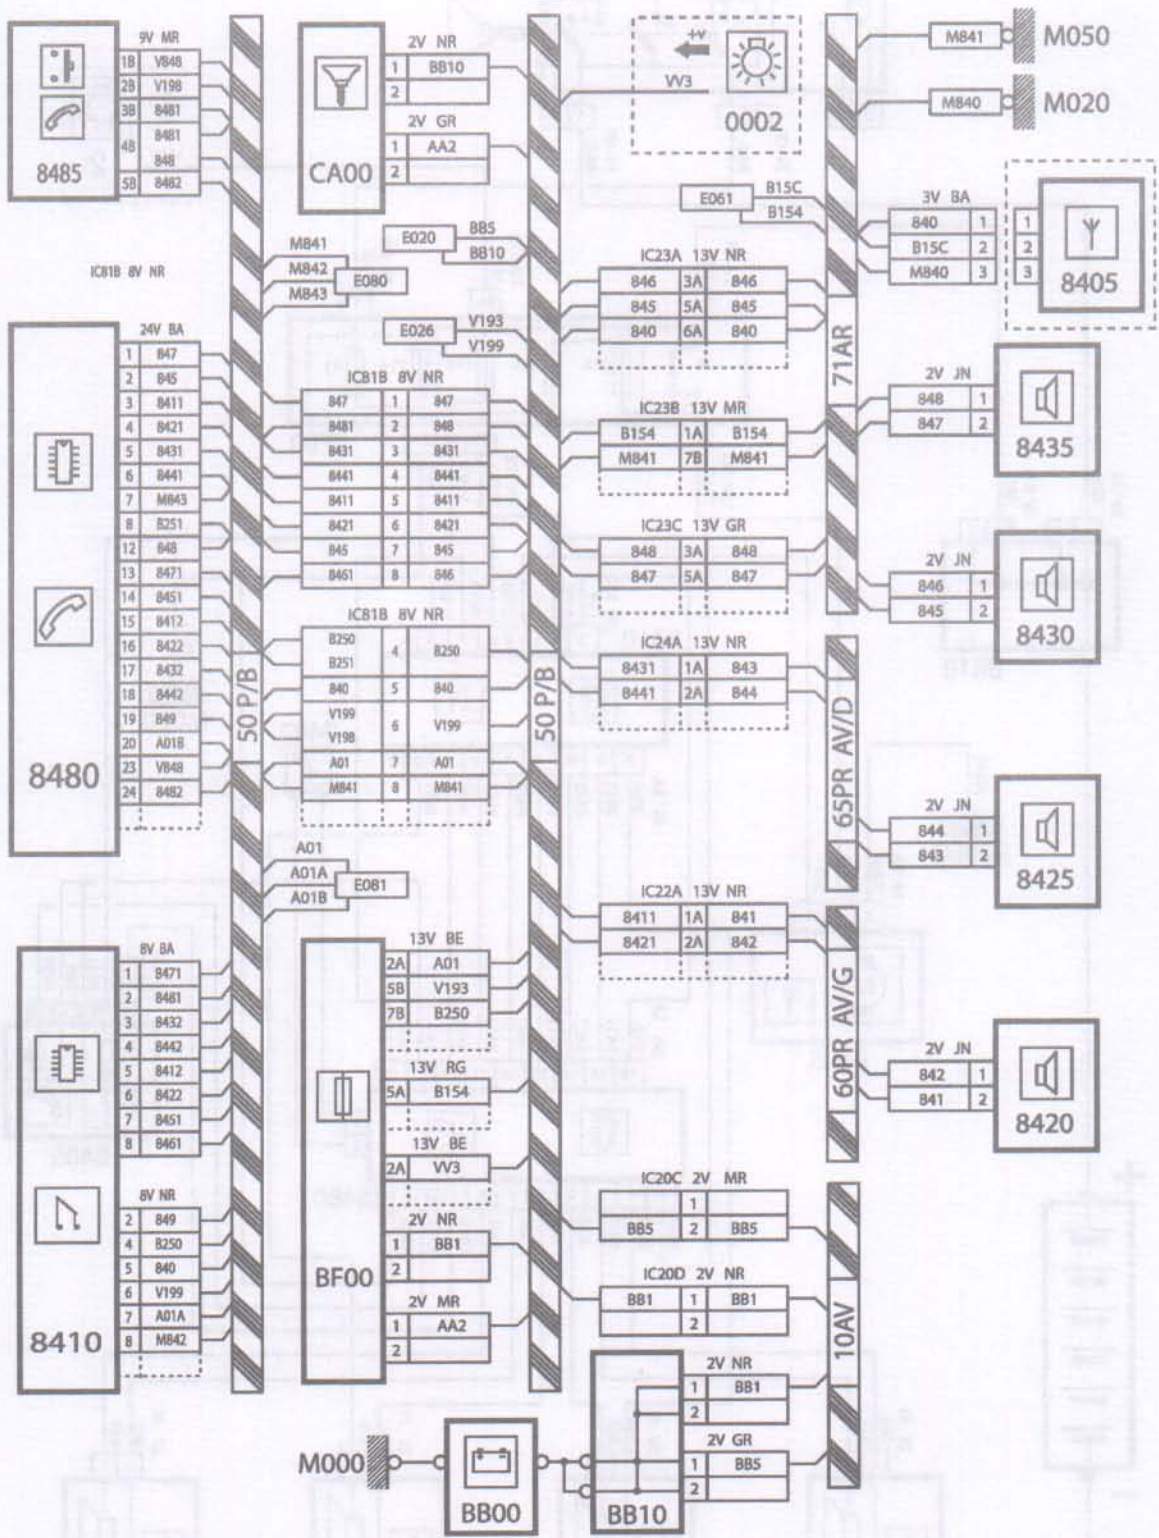 9V MR
1B V848
2B V198
3B 8481
4B 8481
848
5B 8482
8485
IC81B 8V NR
24V BA
1 847
2 845
3 8411
4 8421
5 8431
6 8441
7 M843
8 B251
12 848
13 8471
14 8451
15 8412
16 8422
17 8432
18 8442
19 849
20 A01B
23 V848
24 8482
8480
8V BA
1 8471
2 8481
3 8432
4 8442
5 8412
6 8422
7 8451
8 8461
8V NR
2 849
4 B250
5 840
6 V199
7 A01A
8 M842
8410
50 P/B
2V NR
1 BB10
2
2V GR
1 AA2
2
CA00
M841
M842
M843
E080
E020
BB5
BB10
E026
V193
V199
IC81B 8V NR
847 1 847
8481 2 848
8431 3 8431
8441 4 8441
8411 5 8411
8421 6 8421
845 7 845
8461 8 846
IC81B 8V NR
B250
B251 4 B250
840 5 840
V199
V198 6 V199
A01 7 A01
M841 8 M841
A01
A01A
A01B
E081
13V BE
2A A01
5B V193
7B B250
13V RG
5A B154
13V BE
2A VV3
2V NR
1 BB1
2
2V MR
1 AA2
2
BF00
50 P/B
+V
VV3
0002
E061
B15C
B154
IC23A 13V NR
846 3A 846
845 5A 845
840 6A 840
IC23B 13V MR
B154 1A B154
M841 7B M841
IC23C 13V GR
848 3A 848
847 5A 847
IC24A 13V NR
8431 1A 843
8441 2A 844
IC22A 13V NR
8411 1A 841
8421 2A 842
IC20C 2V MR
1
BB5 2 BB5
IC20D 2V NR
BB1 1 BB1
2
2V NR
1 BB1
2
2V GR
1 BB5
2
BB10
M000
BB00
71AR
65PR AV/D
60PR AV/G
10AV
M841 M050
M840 M020
3V BA
840 1
B15C 2
M840 3
1
2
3
8405
2V JN
848 1
847 2
8435
2V JN
846 1
845 2
8430
2V JN
844 1
843 2
8425
2V JN
842 1
841 2
8420